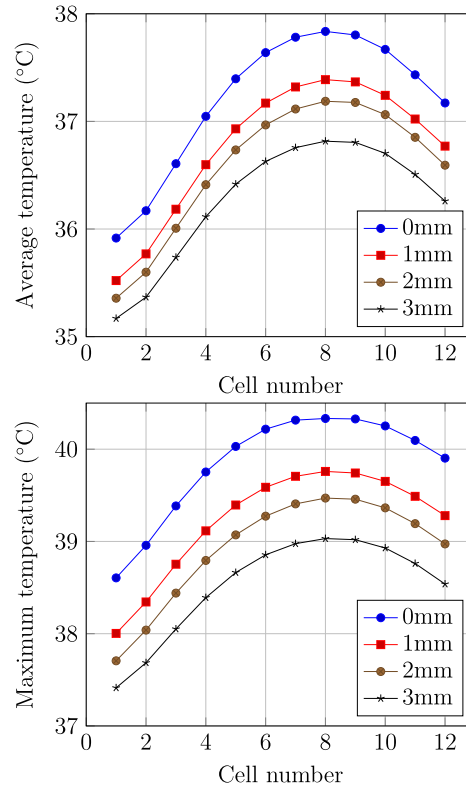 38
37
36
35
0 2 4 6 8 10 12
Average temperature (°C)
Cell number
0mm
1mm
2mm
3mm
40
39
38
37
0 2 4 6 8 10 12
Maximum temperature (°C)
Cell number
0mm
1mm
2mm
3mm